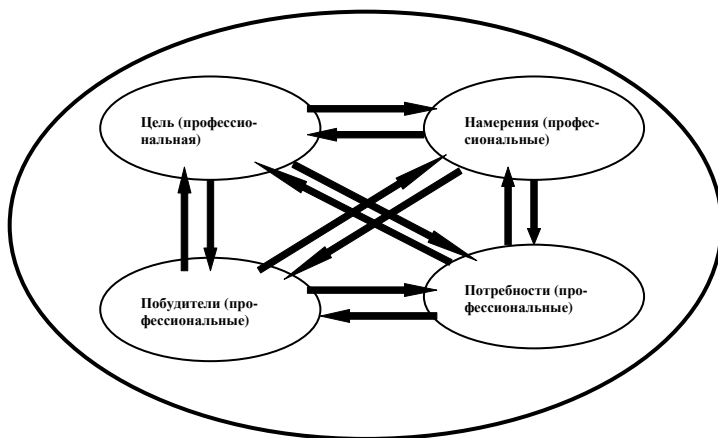 Цель (профессио-
нальная)
Намерения (профес-
сиональные)
Побудители (про-
фессиональные)
Потребности (про-
фессиональные)